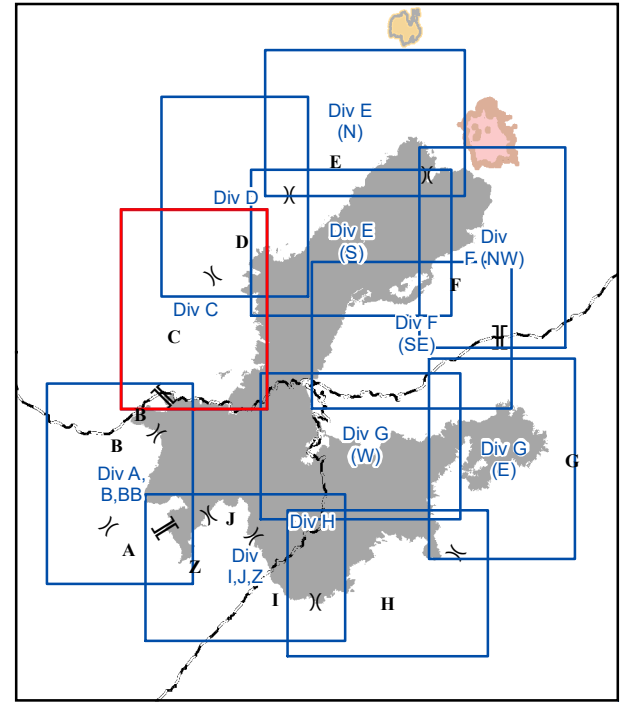 Div E
(N)
E
Div D
D
Div E
(S)
Div
F (NW)
F
Div C
C
Div F
(SE)
B
B
Div G
(W)
Div G
(E)
G
Div A,
B,BB
A
J
Div H
Z
Div
I,J,Z
I
H